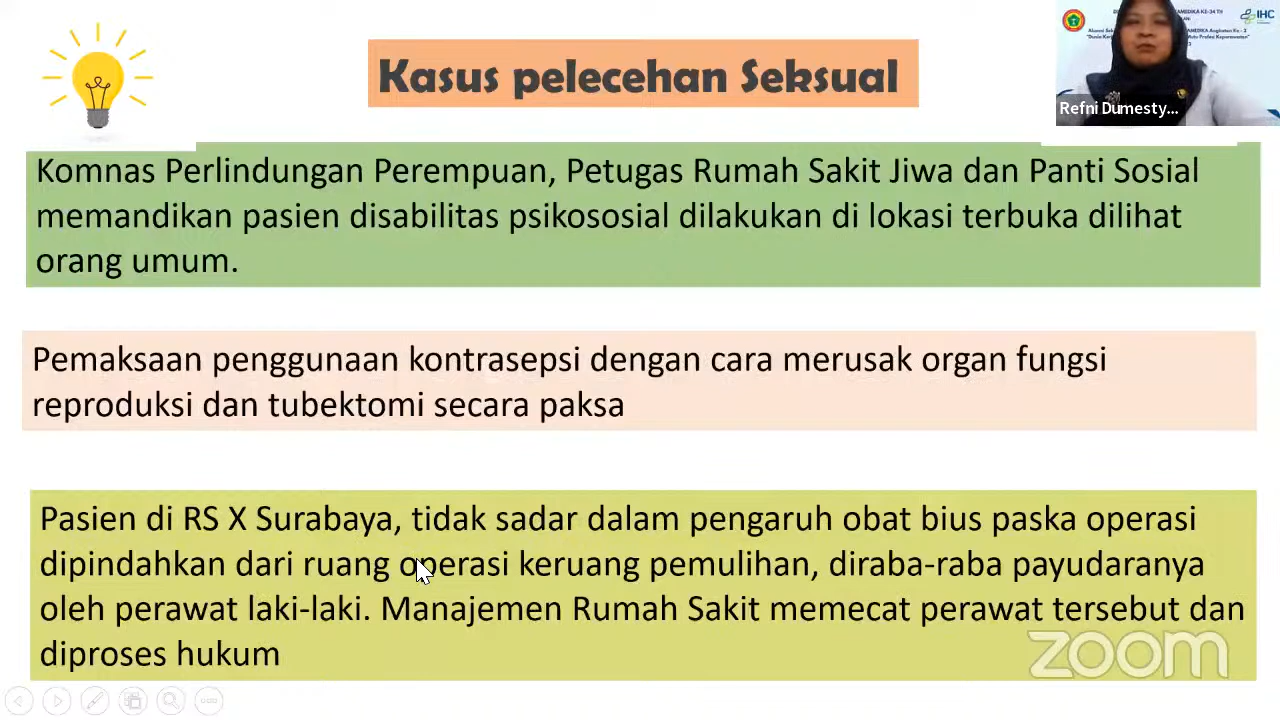 Kasus pelecehan Seksual
IHC
Refni Dumesty...
Komnas Perlindungan Perempuan, Petugas Rumah Sakit Jiwa dan Panti Sosial
memandikan pasien disabilitas psikososial dilakukan di lokasi terbuka dilihat
orang umum.
Pemaksaan penggunaan kontrasepsi dengan cara merusak organ fungsi
reproduksi dan tubektomi secara paksa
Pasien di RS X Surabaya, tidak sadar dalam pengaruh obat bius paska operasi
dipindahkan dari ruang operasi keruang pemulihan, diraba-raba payudaranya
oleh perawat laki-laki. Manajemen Rumah Sakit memecat perawat tersebut dan
diproses hukum
zoom